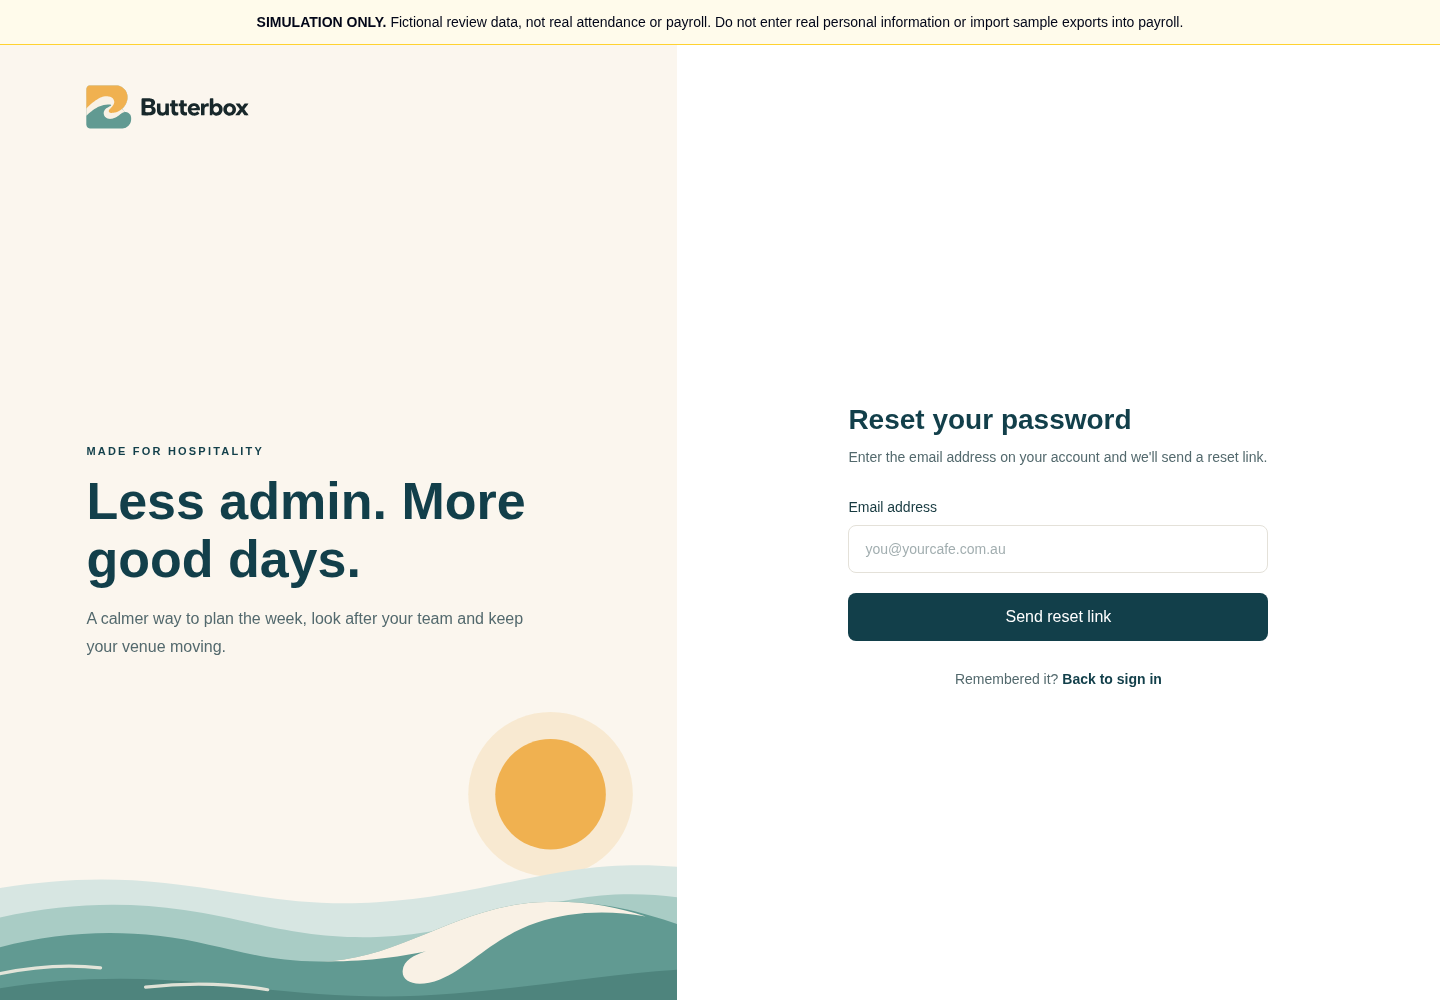 SIMULATION ONLY. Fictional review data, not real attendance or payroll. Do not enter real personal information or import sample exports into payroll.
Butterbox
MADE FOR HOSPITALITY
Less admin. More
good days.
A calmer way to plan the week, look after your team and keep
your venue moving.
Reset your password
Enter the email address on your account and we'll send a reset link.
Email address
you@yourcafe.com.au
Send reset link
Remembered it? Back to sign in